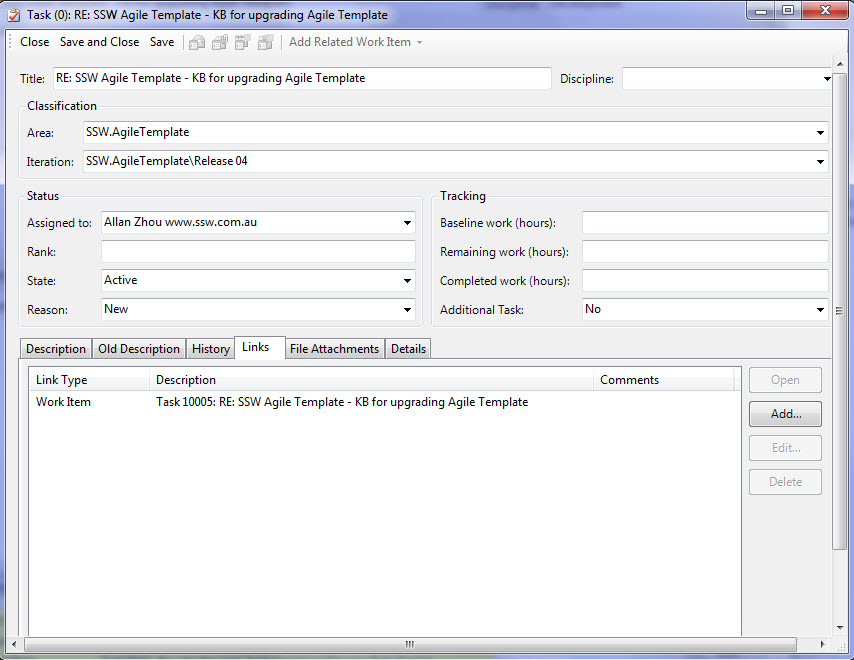 Task (0): RE: SSW Agile Template - KB for upgrading Agile Template
Close Save and Close Save Add Related Work Item
Title: RE: SSW Agile Template - KB for upgrading Agile Template Discipline:
Classification
Area: SSW.AgileTemplate
Iteration: SSW.AgileTemplate\Release 04
Status Tracking
Assigned to: Allan Zhou www.ssw.com.au Baseline work (hours):
Rank: Remaining work (hours):
State: Active Completed work (hours):
Reason: New Additional Task: No
Description Old Description History Links File Attachments Details
Link Type Description Comments Open
Work Item Task 10005: RE: SSW Agile Template - KB for upgrading Agile Template
Add...
Edit...
Delete